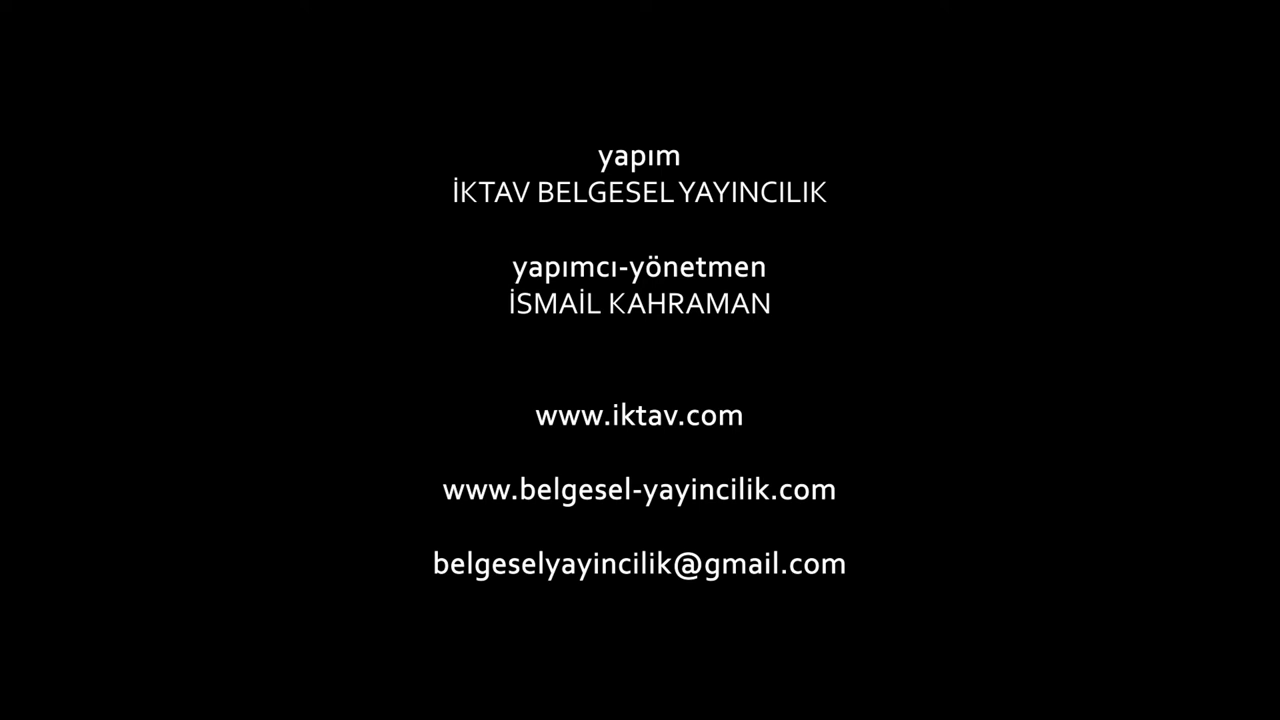 yapım
İKTAV BELGESEL YAYINCILIK
yapımcı-yönetmen
İSMAİL KAHRAMAN
www.iktav.com
www.belgesel-yayincilik.com
belgeselyayincilik@gmail.com